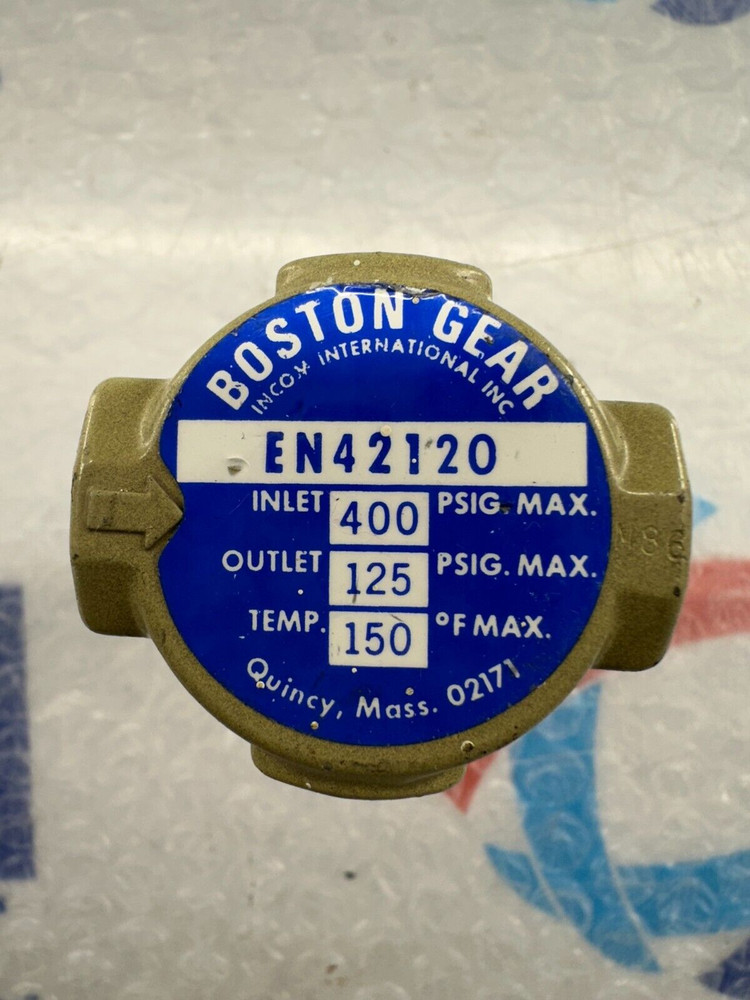 BOSTON GEAR
INCOM INTERNATIONAL INC
EN42120
INLET 400 PSIG. MAX.
OUTLET 125 PSIG. MAX.
TEMP. 150 °F MAX.
Quincy, Mass. 02171